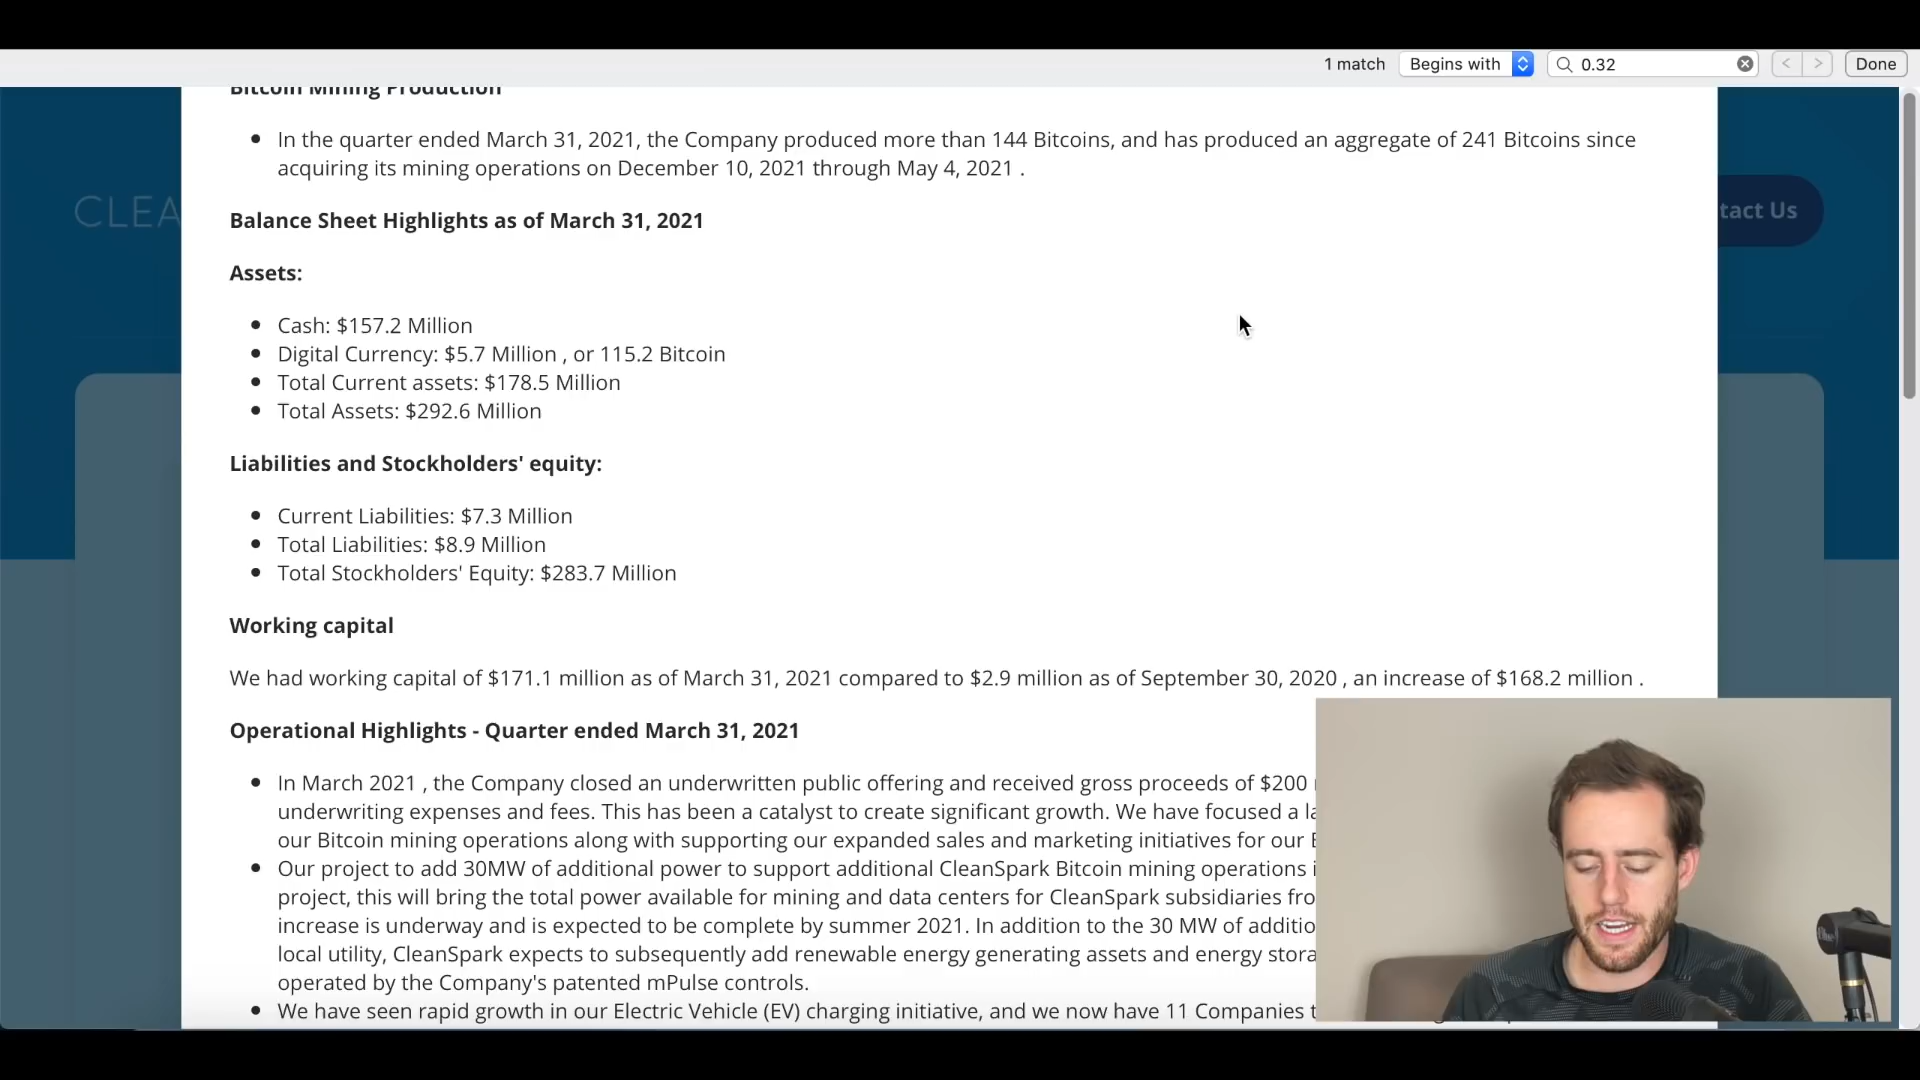 1 match
Begins with
0.32
Done
Bitcoin Mining Production
In the quarter ended March 31, 2021, the Company produced more than 144 Bitcoins, and has produced an aggregate of 241 Bitcoins since
acquiring its mining operations on December 10, 2021 through May 4, 2021 .
CLEA
tact Us
Balance Sheet Highlights as of March 31, 2021
Assets:
Cash: $157.2 Million
Digital Currency: $5.7 Million , or 115.2 Bitcoin
Total Current assets: $178.5 Million
Total Assets: $292.6 Million
Liabilities and Stockholders' equity:
Current Liabilities: $7.3 Million
Total Liabilities: $8.9 Million
Total Stockholders' Equity: $283.7 Million
Working capital
We had working capital of $171.1 million as of March 31, 2021 compared to $2.9 million as of September 30, 2020 , an increase of $168.2 million .
Operational Highlights - Quarter ended March 31, 2021
In March 2021 , the Company closed an underwritten public offering and received gross proceeds of $200
underwriting expenses and fees. This has been a catalyst to create significant growth. We have focused a
our Bitcoin mining operations along with supporting our expanded sales and marketing initiatives for our
Our project to add 30MW of additional power to support additional CleanSpark Bitcoin mining operations
project, this will bring the total power available for mining and data centers for CleanSpark subsidiaries
increase is underway and is expected to be complete by summer 2021. In addition to the 30 MW of
local utility, CleanSpark expects to subsequently add renewable energy generating assets and energy
operated by the Company's patented mPulse controls.
We have seen rapid growth in our Electric Vehicle (EV) charging initiative, and we now have 11 Companies